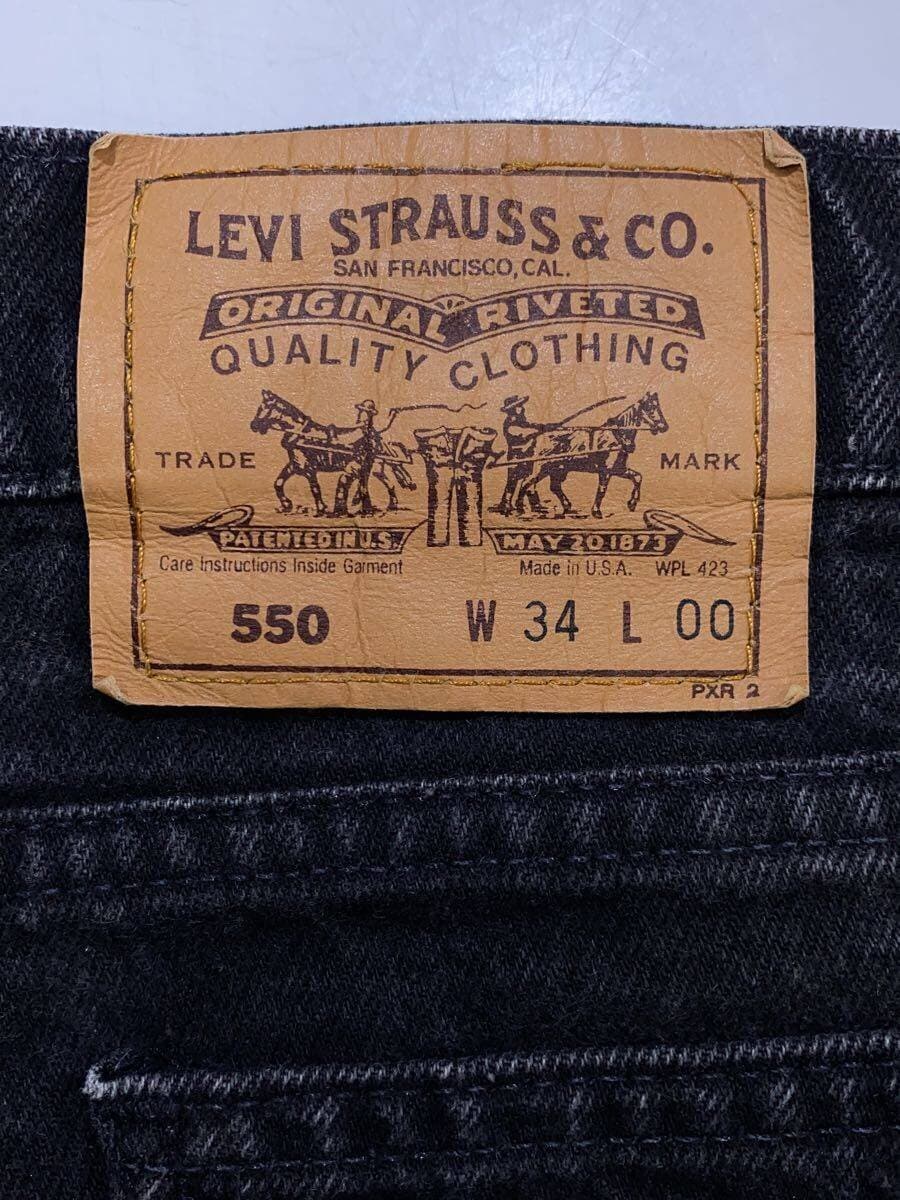 LEVI STRAUSS & CO.
SAN FRANCISCO, CAL.
ORIGINAL RIVETED
QUALITY CLOTHING
TRADE MARK
PATENTED IN U.S. MAY 20.1873
Care Instructions Inside Garment Made in U.S.A. WPL 423
550 W 34 L 00
PXR 2